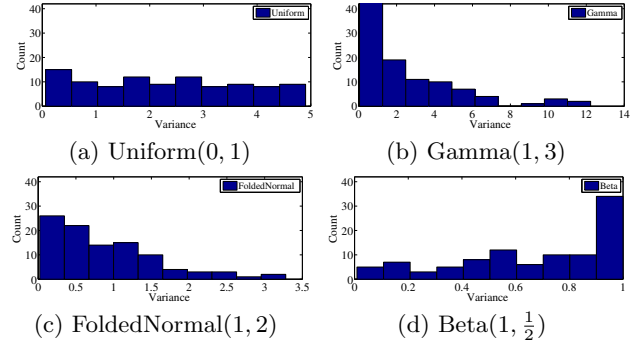 40
30
20
10
0
Count
Uniform
0 1 2 3 4 5
Variance
(a) Uniform(0, 1)
40
30
20
10
0
Count
Gamma
0 2 4 6 8 10 12 14
Variance
(b) Gamma(1, 3)
40
30
20
10
0
Count
FoldedNormal
0 0.5 1 1.5 2 2.5 3 3.5
Variance
(c) FoldedNormal(1, 2)
40
30
20
10
0
Count
Beta
0 0.2 0.4 0.6 0.8 1
Variance
(d) Beta(1, 1/2)